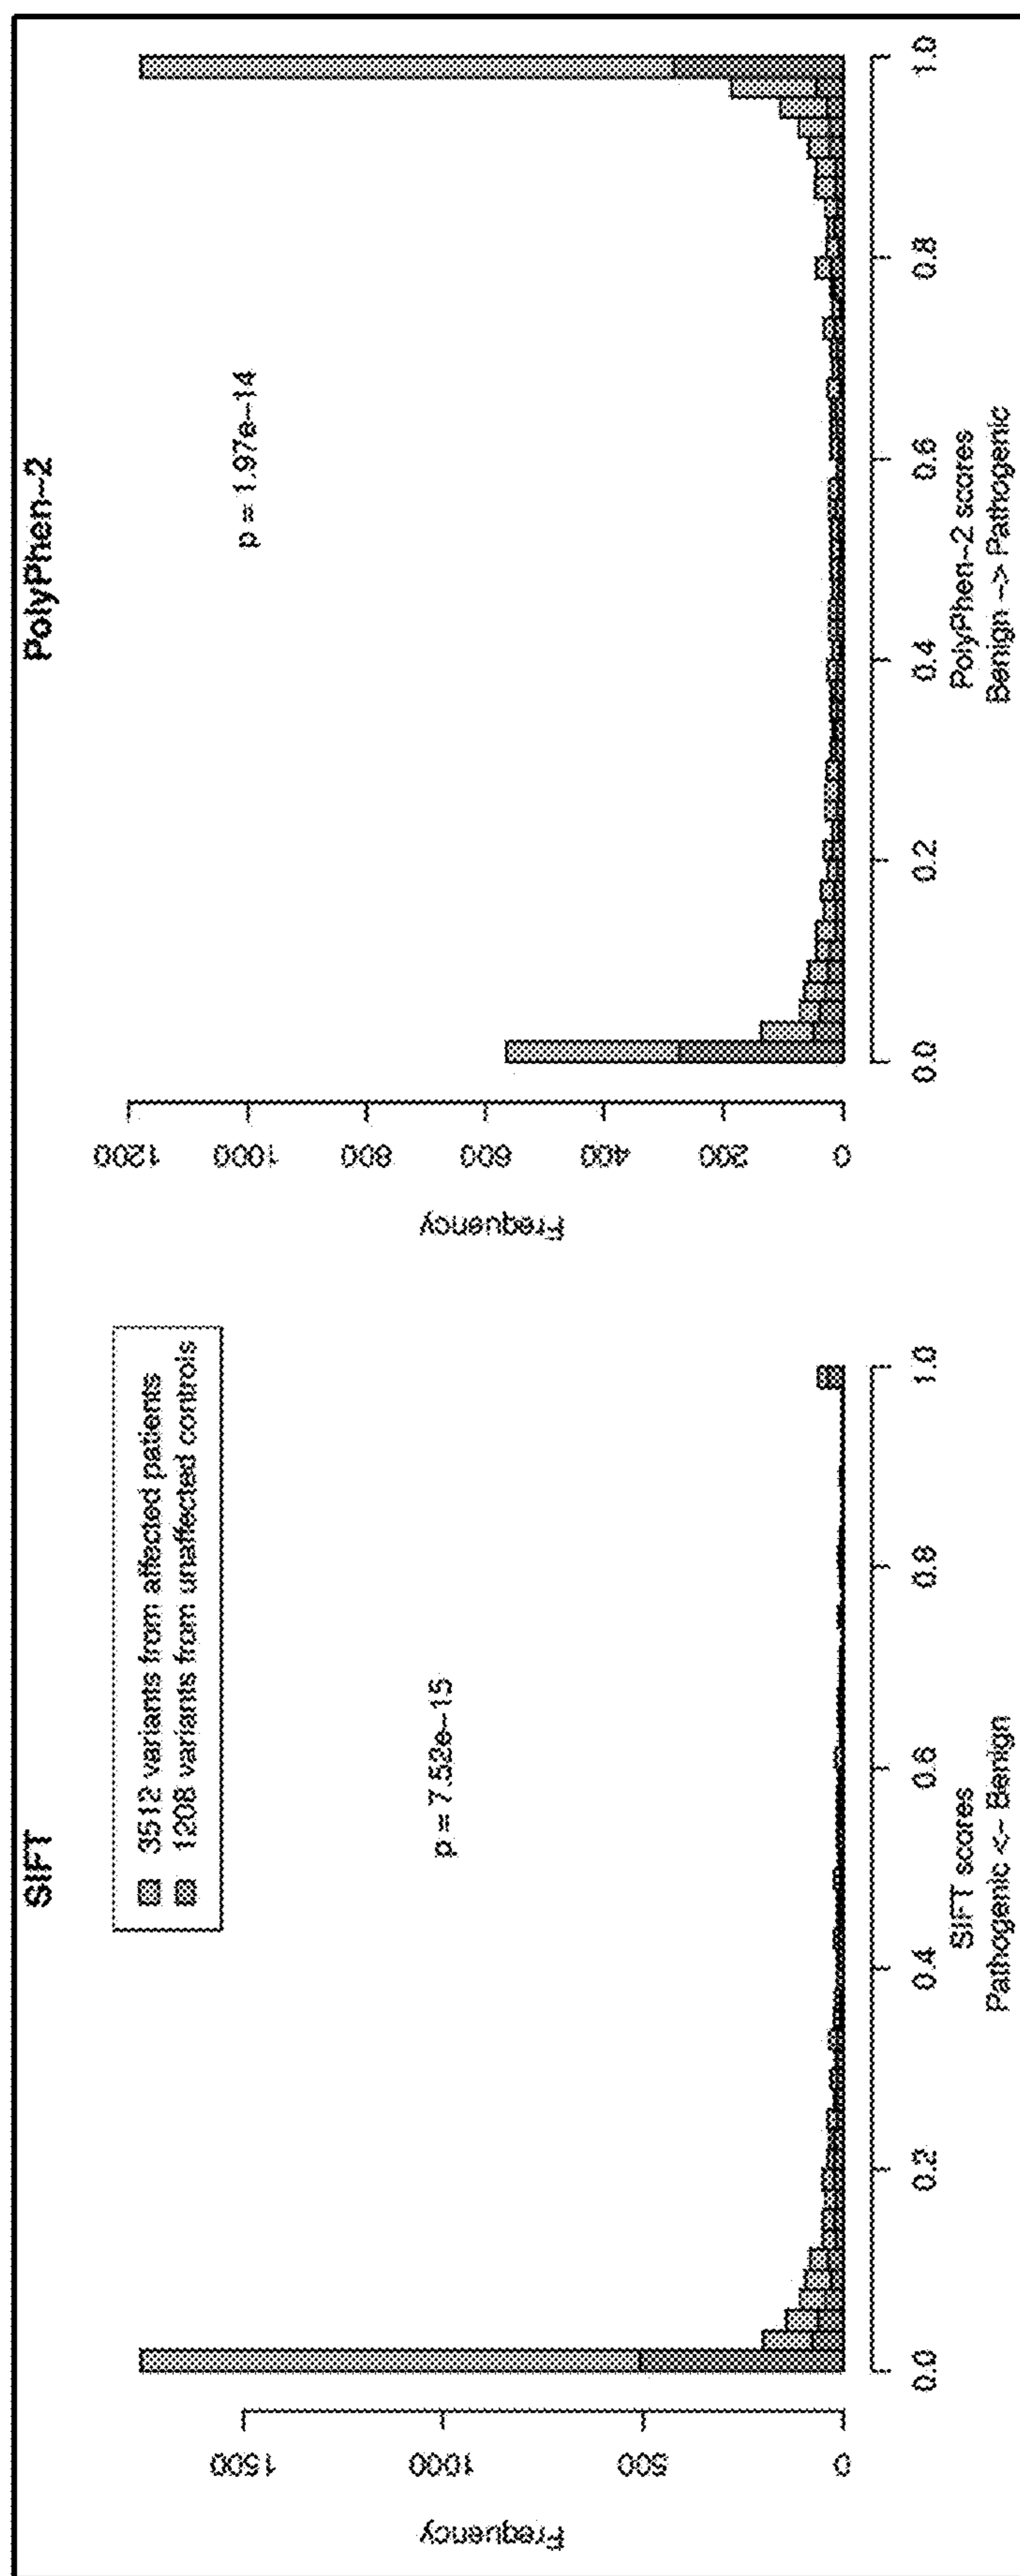 SIFT
3512 variants from affected patients
1208 variants from unaffected controls
p = 7.52e-15
Frequency
0
500
1000
1500
0.0
0.2
0.4
0.6
0.8
1.0
SIFT scores
Pathogenic <- Benign
PolyPhen-2
p = 1.97e-14
Frequency
0
200
400
600
800
1000
1200
0.0
0.2
0.4
0.6
0.8
1.0
PolyPhen-2 scores
Benign -> Pathogenic